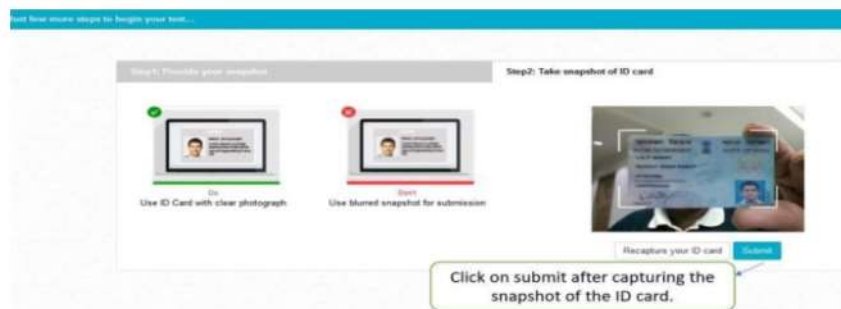 Just few more steps to begin your test...
Step1: Provide your snapshot
Step2: Take snapshot of ID card
Do
Use ID Card with clear photograph
Don't
Use blurred snapshot for submission
Recapture your ID card
Submit
Click on submit after capturing the
snapshot of the ID card.